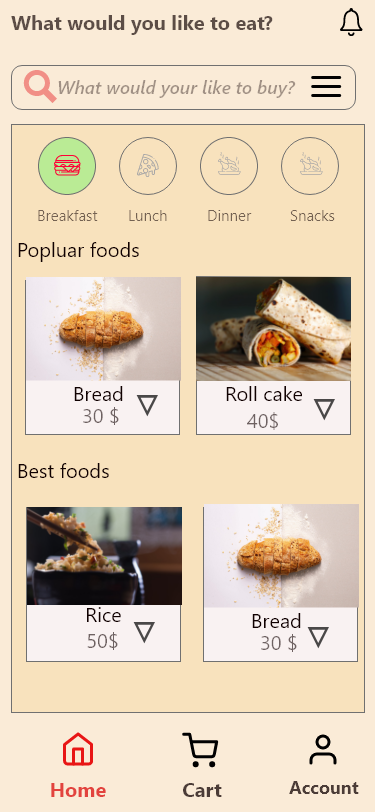 What would you like to eat?
What would your like to buy?
Breakfast Lunch Dinner Snacks
Popluar foods
Bread Roll cake
30 $ 40$
Best foods
Rice Bread
50$ 30 $
Home Cart Account